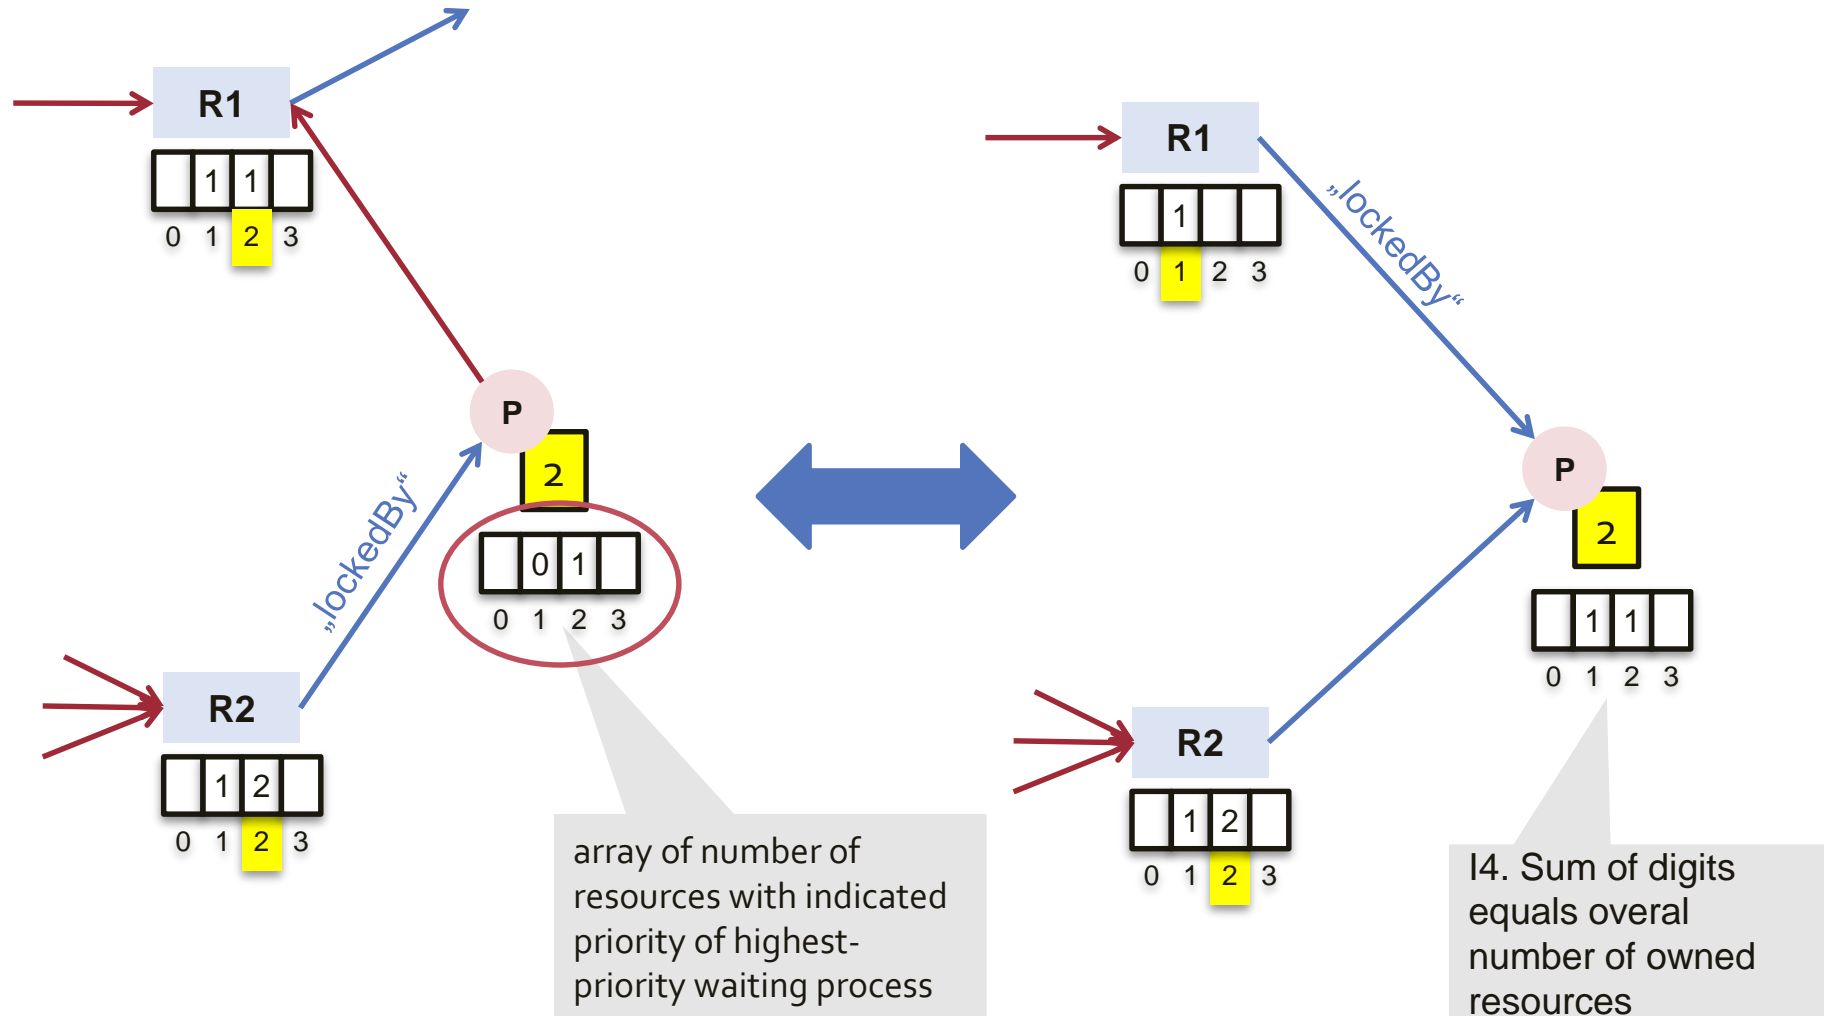 R1
1 1
0 1 2 3
„lockedBy“
P
2
0 1
0 1 2 3
R2
1 2
0 1 2 3
array of number of
resources with indicated
priority of highest-
priority waiting process
R1
1
0 1 2 3
„lockedBy“
P
2
1 1
0 1 2 3
R2
1 2
0 1 2 3
I4. Sum of digits
equals overal
number of owned
resources